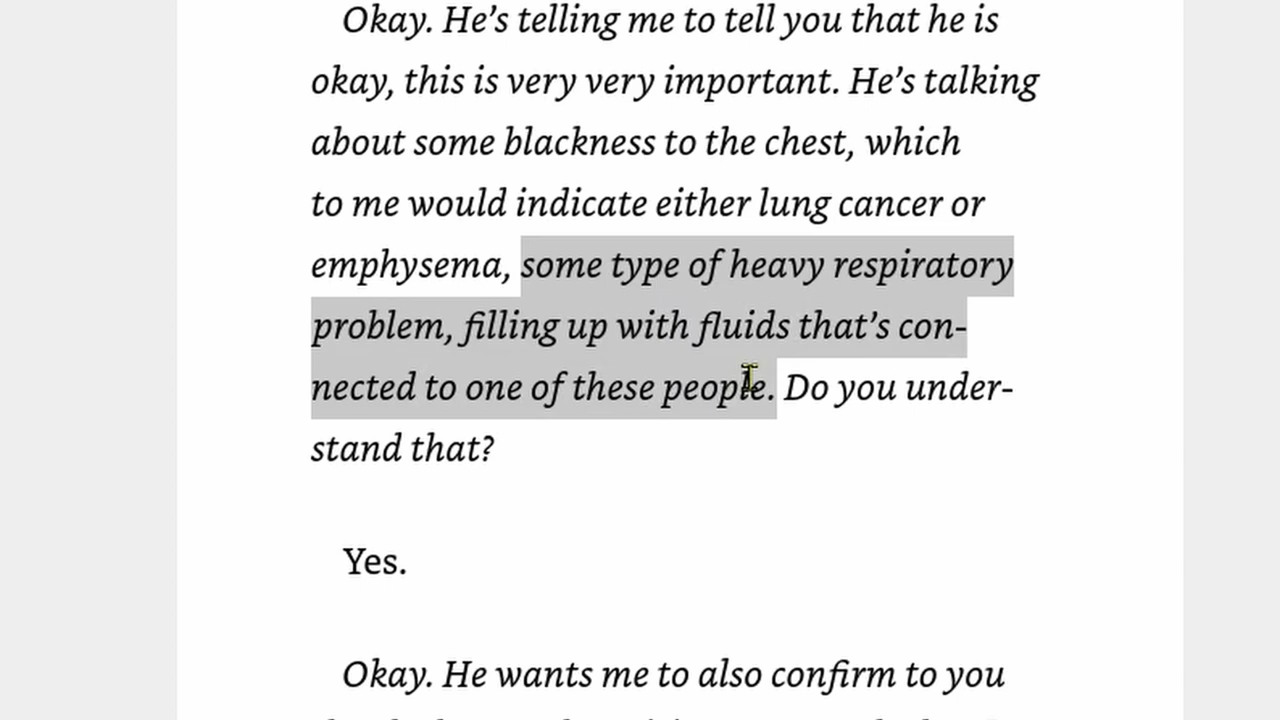 Okay. He’s telling me to tell you that he is
okay, this is very very important. He’s talking
about some blackness to the chest, which
to me would indicate either lung cancer or
emphysema, some type of heavy respiratory
problem, filling up with fluids that’s con-
nected to one of these people. Do you under-
stand that?
Yes.
Okay. He wants me to also confirm to you